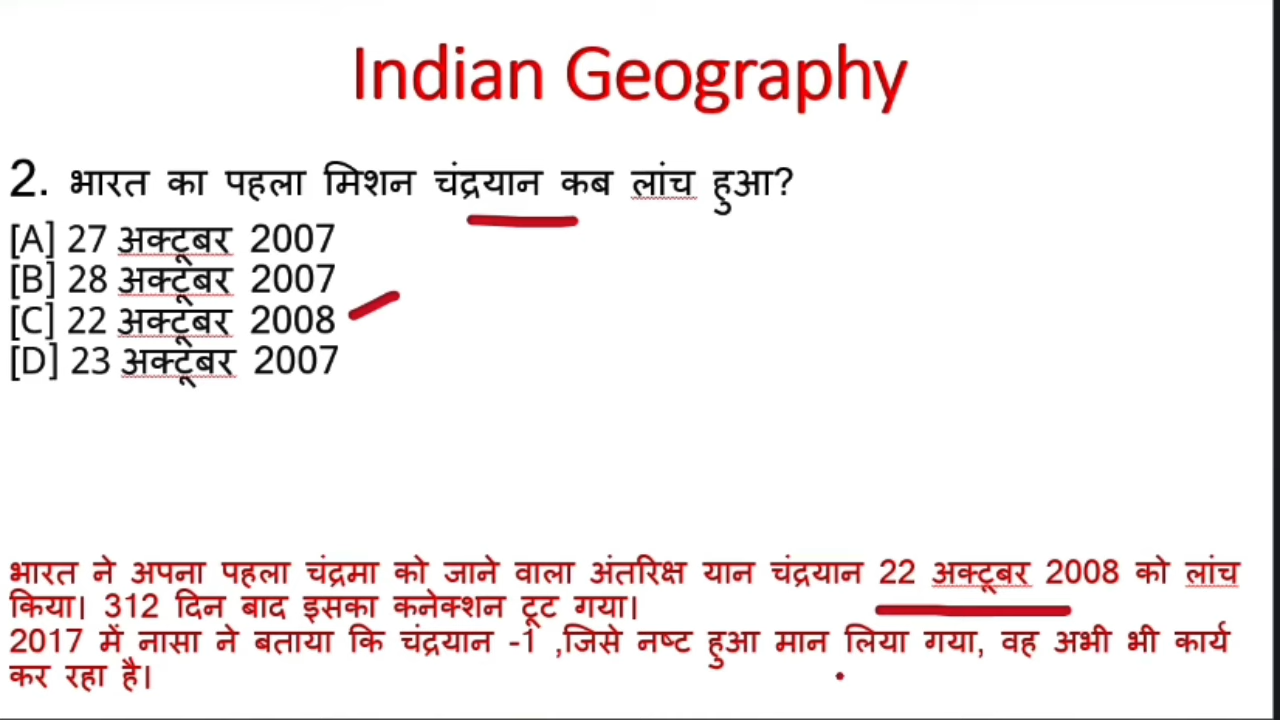 Indian Geography
2. भारत का पहला मिशन चंद्रयान कब लांच हुआ?
[A] 27 अक्टूबर 2007
[B] 28 अक्टूबर 2007
[C] 22 अक्टूबर 2008
[D] 23 अक्टूबर 2007
भारत ने अपना पहला चंद्रमा को जाने वाला अंतरिक्ष यान चंद्रयान 22 अक्टूबर 2008 को लांच
किया। 312 दिन बाद इसका कनेक्शन टूट गया।
2017 में नासा ने बताया कि चंद्रयान -1 ,जिसे नष्ट हुआ मान लिया गया, वह अभी भी कार्य
कर रहा है।